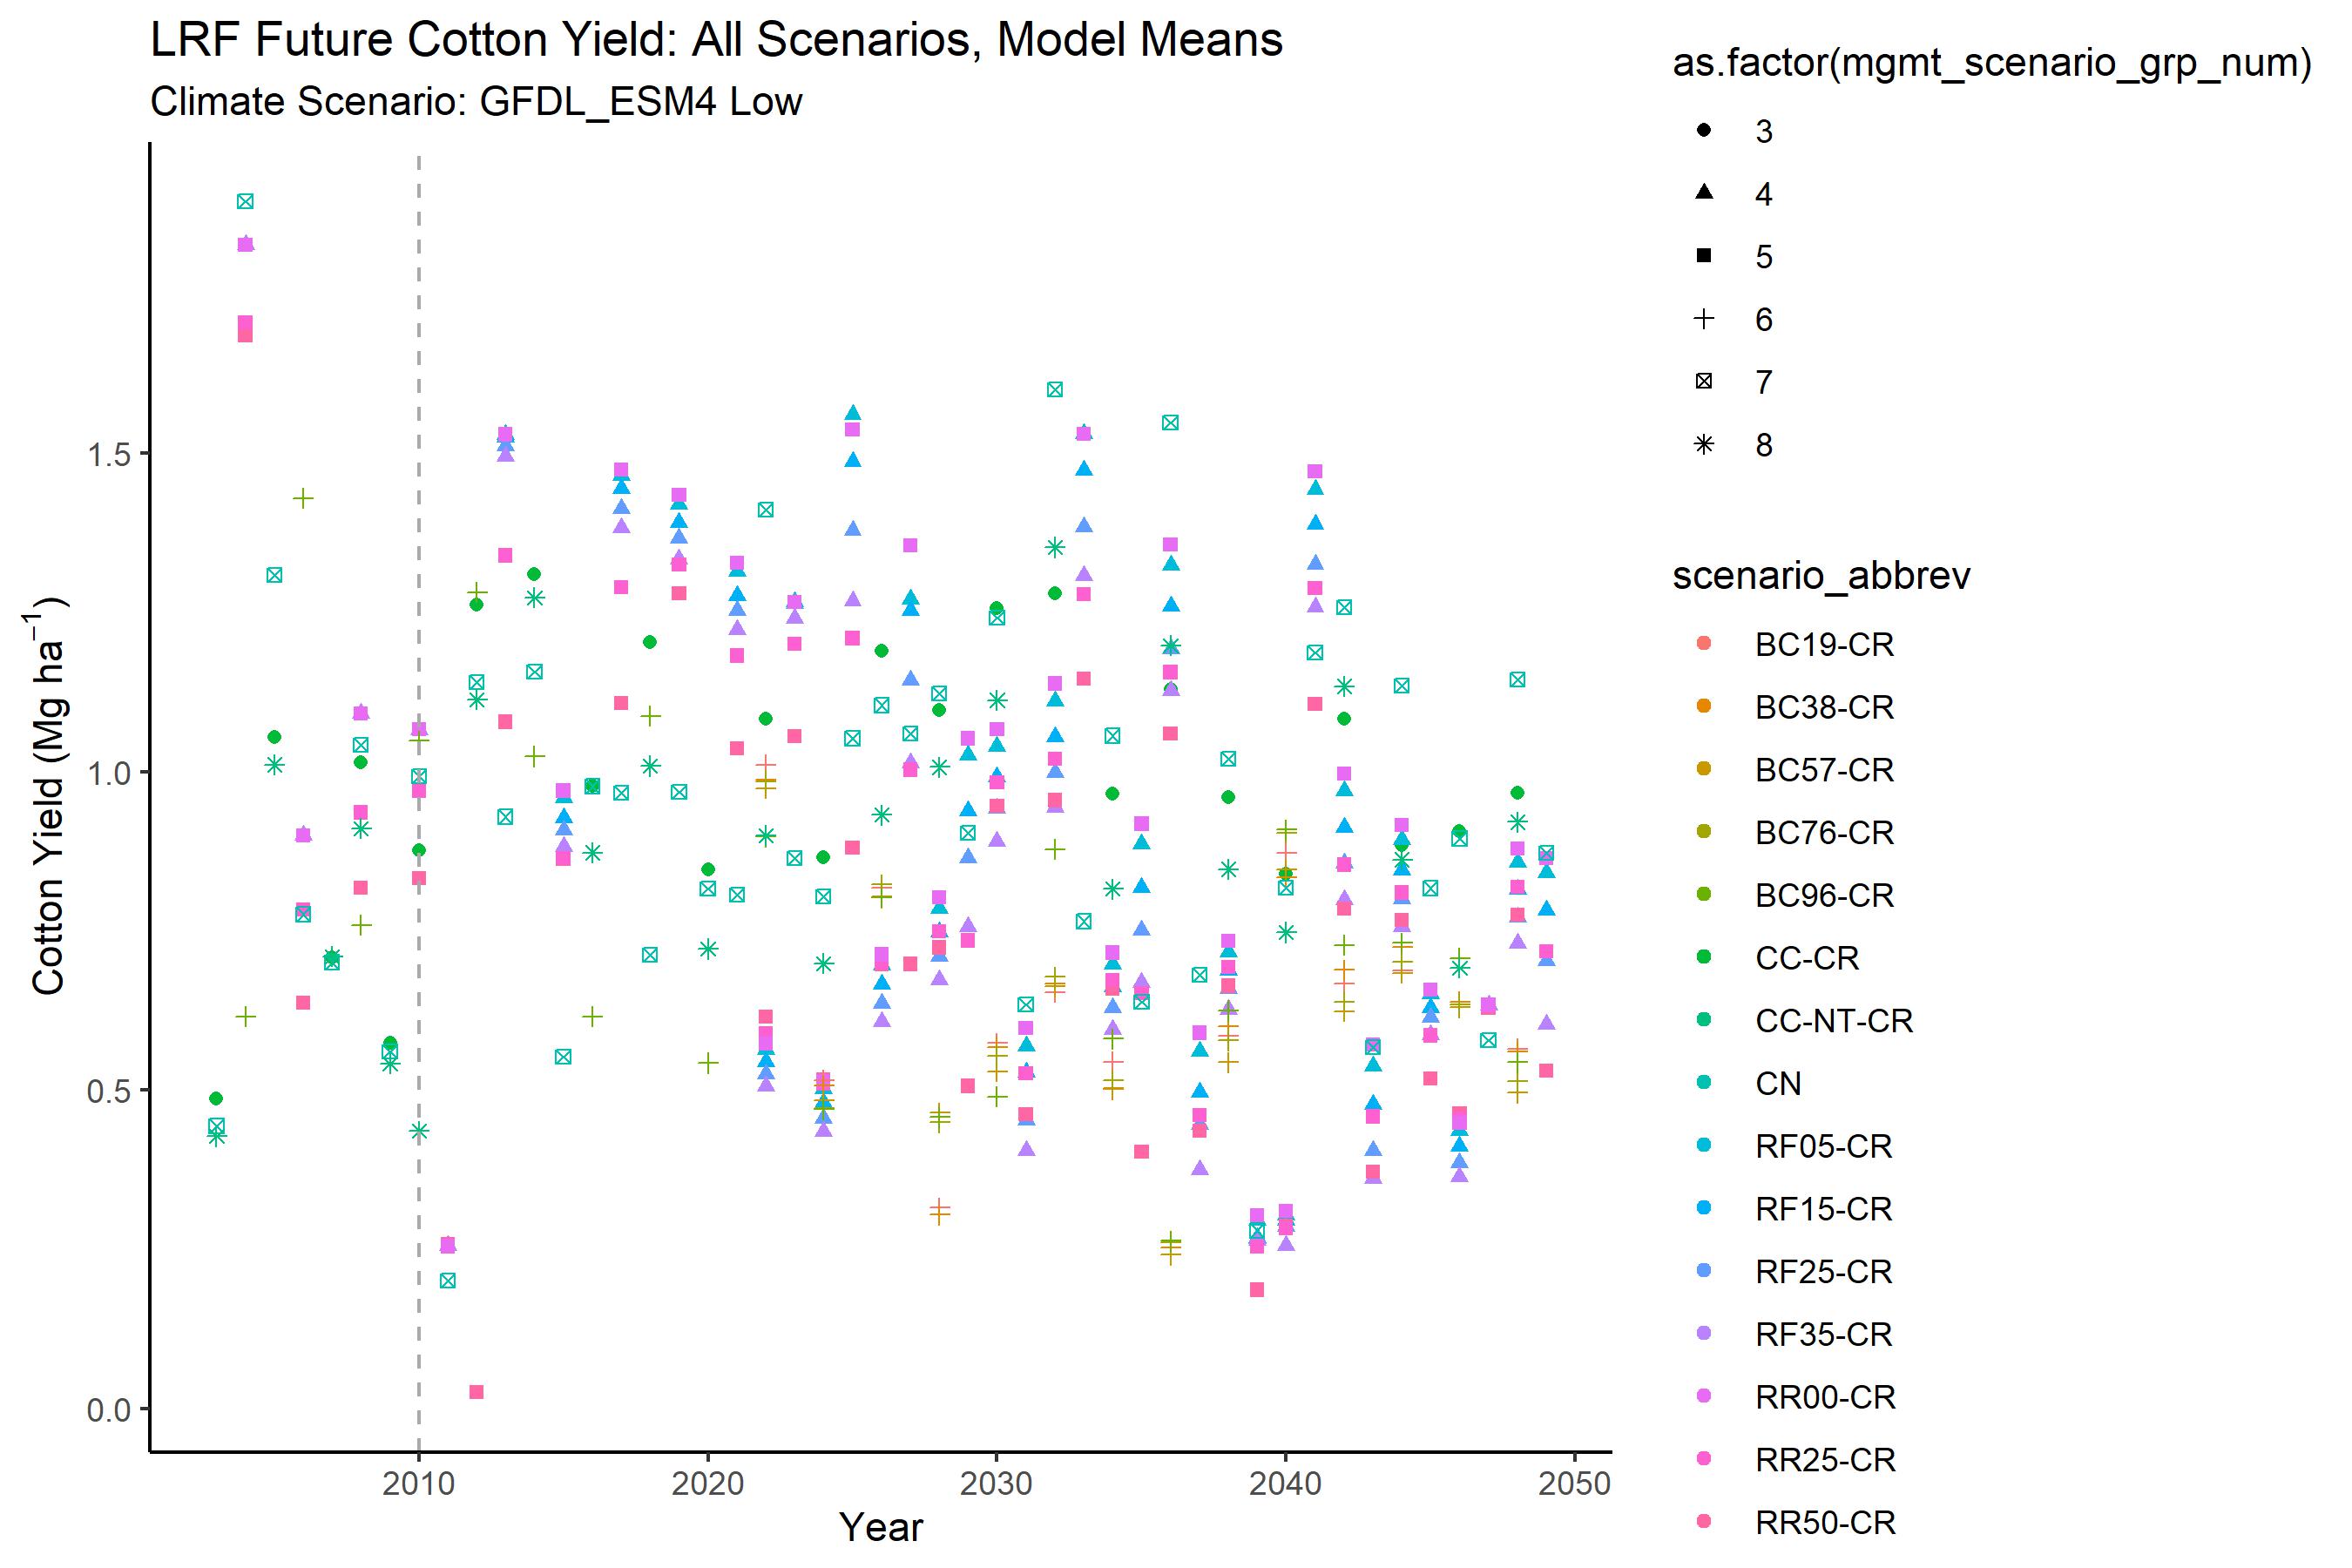 LRF Future Cotton Yield: All Scenarios, Model Means
Climate Scenario: GFDL_ESM4 Low
Cotton Yield (Mg ha⁻¹)
1.5
1.0
0.5
0.0
2010
2020
2030
2040
2050
Year
as.factor(mgmt_scenario_grp_num)
3
4
5
6
7
8
scenario_abbrev
BC19-CR
BC38-CR
BC57-CR
BC76-CR
BC96-CR
CC-CR
CC-NT-CR
CN
RF05-CR
RF15-CR
RF25-CR
RF35-CR
RR00-CR
RR25-CR
RR50-CR